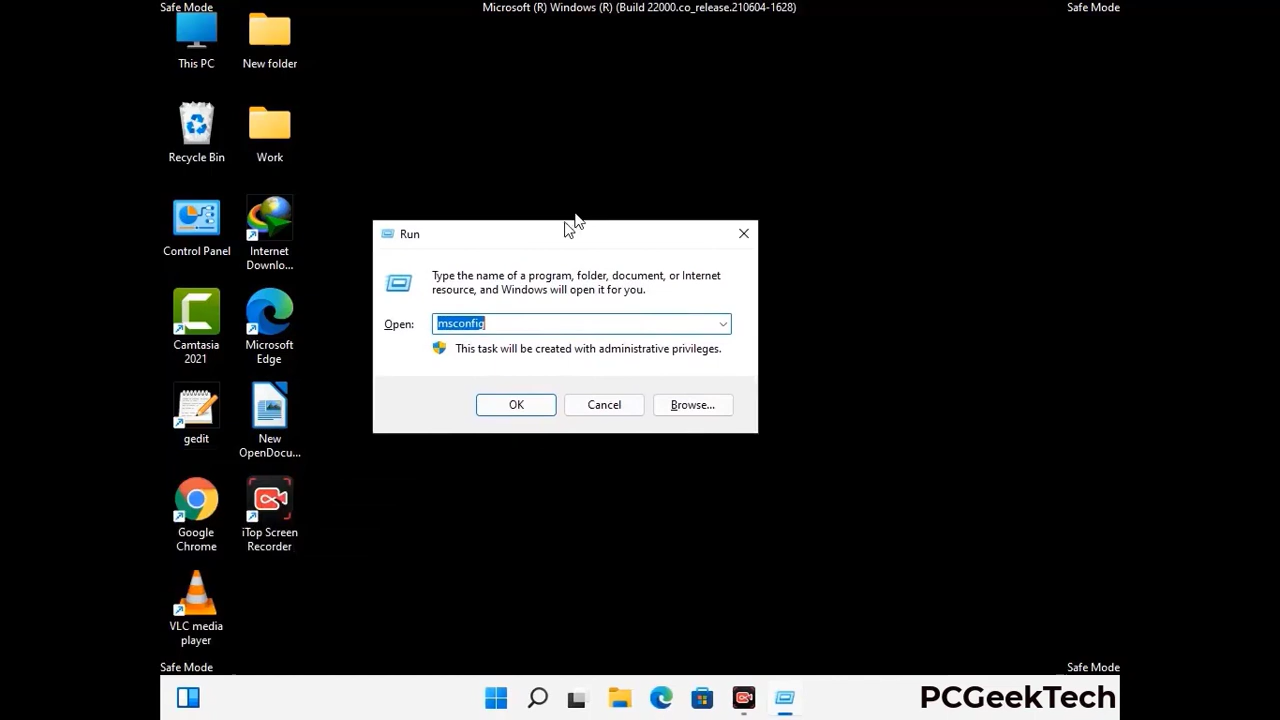 Safe Mode
Microsoft (R) Windows (R) (Build 22000.co_release.210604-1628)
Safe Mode
This PC
New folder
Recycle Bin
Work
Control Panel
Internet
Downlo...
Camtasia
2021
Microsoft
Edge
gedit
New
OpenDocu...
Google
Chrome
iTop Screen
Recorder
VLC media
player
Run
Type the name of a program, folder, document, or Internet
resource, and Windows will open it for you.
Open:
msconfig
This task will be created with administrative privileges.
OK
Cancel
Browse...
Safe Mode
Safe Mode
PCGeekTech